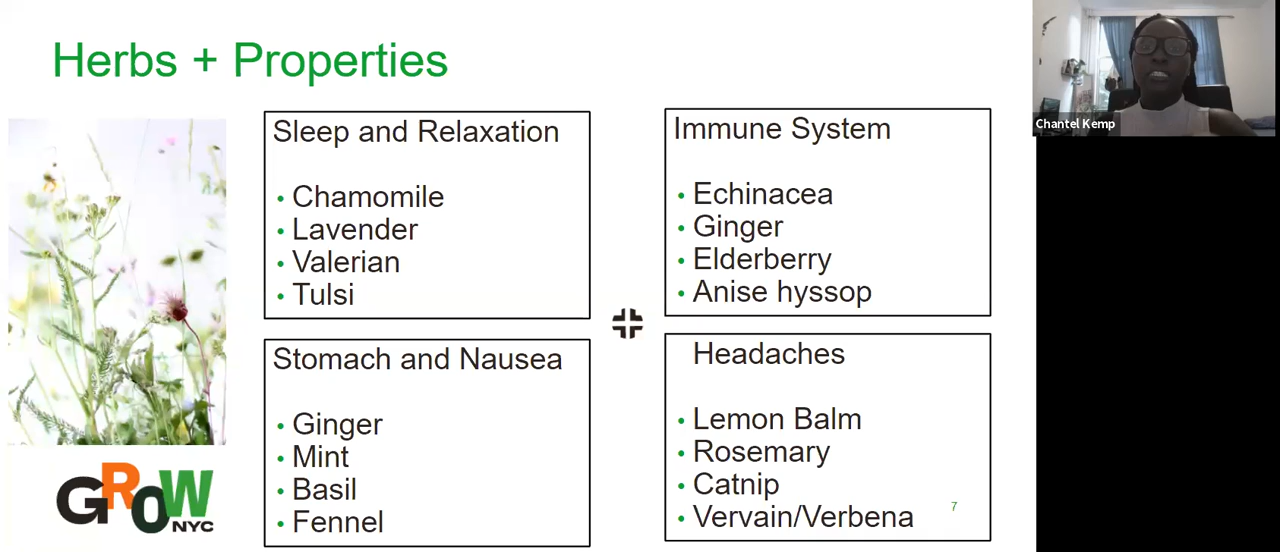 Herbs + Properties
Sleep and Relaxation
• Chamomile
• Lavender
• Valerian
• Tulsi
Immune System
• Echinacea
• Ginger
• Elderberry
• Anise hyssop
Stomach and Nausea
• Ginger
• Mint
• Basil
• Fennel
Headaches
• Lemon Balm
• Rosemary
• Catnip
• Vervain/Verbena
7
GROW
NYC
Chantel Kemp